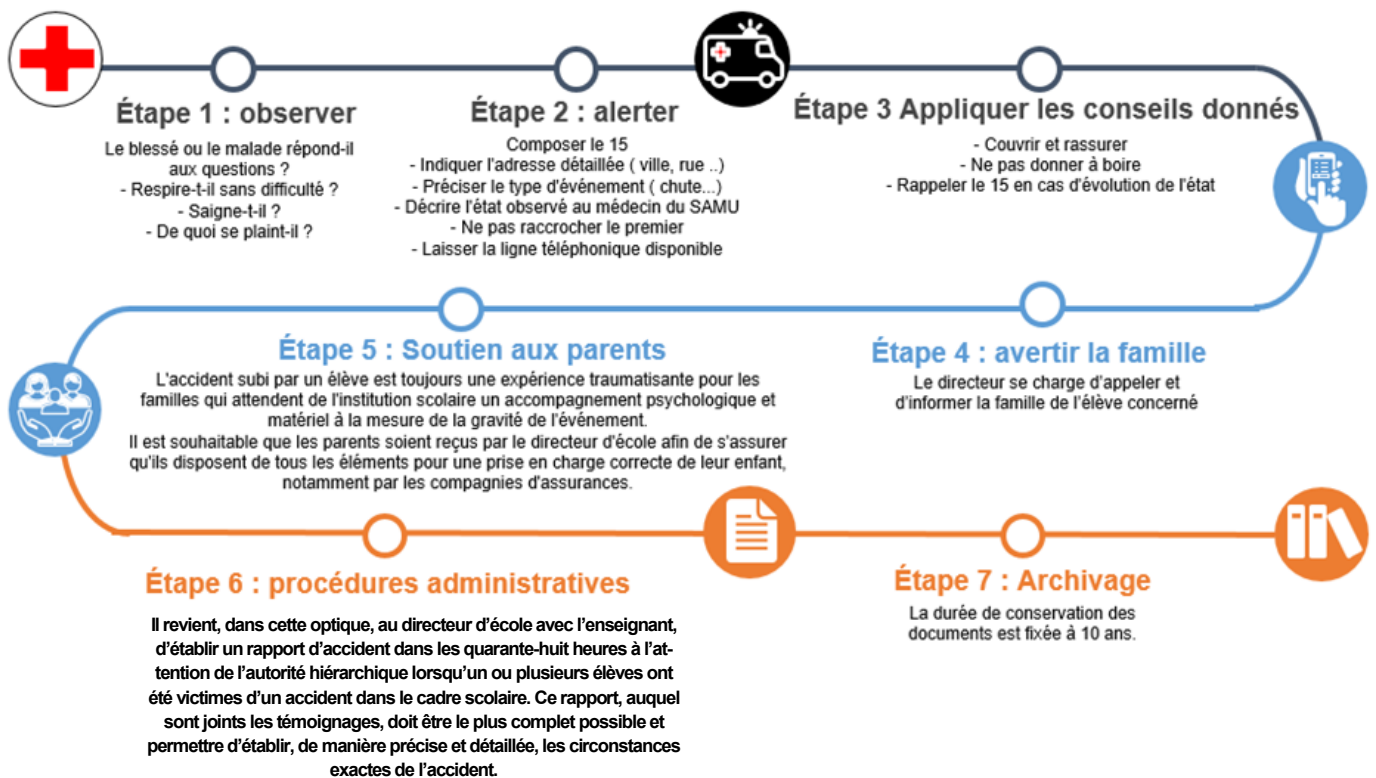 Étape 1 : observer
Le blessé ou le malade répond-il
aux questions ?
- Respire-t-il sans difficulté ?
- Saigne-t-il ?
- De quoi se plaint-il ?
Étape 2 : alerter
Composer le 15
- Indiquer l'adresse détaillée ( ville, rue ..)
- Préciser le type d'événement ( chute...)
- Décrire l'état observé au médecin du SAMU
- Ne pas raccrocher le premier
- Laisser la ligne téléphonique disponible
Étape 3 Appliquer les conseils donnés
- Couvrir et rassurer
- Ne pas donner à boire
- Rappeler le 15 en cas d'évolution de l'état
Étape 4 : avertir la famille
Le directeur se charge d'appeler et
d'informer la famille de l'élève concerné
Étape 5 : Soutien aux parents
L'accident subi par un élève est toujours une expérience traumatisante pour les
familles qui attendent de l'institution scolaire un accompagnement psychologique et
matériel à la mesure de la gravité de l'événement.
Il est souhaitable que les parents soient reçus par le directeur d'école afin de s'assurer
qu'ils disposent de tous les éléments pour une prise en charge correcte de leur enfant,
notamment par les compagnies d'assurances.
Étape 6 : procédures administratives
Il revient, dans cette optique, au directeur d'école avec l'enseignant,
d'établir un rapport d'accident dans les quarante-huit heures à l'at-
tention de l'autorité hiérarchique lorsqu'un ou plusieurs élèves ont
été victimes d'un accident dans le cadre scolaire. Ce rapport, auquel
sont joints les témoignages, doit être le plus complet possible et
permettre d'établir, de manière précise et détaillée, les circonstances
exactes de l'accident.
Étape 7 : Archivage
La durée de conservation des
documents est fixée à 10 ans.